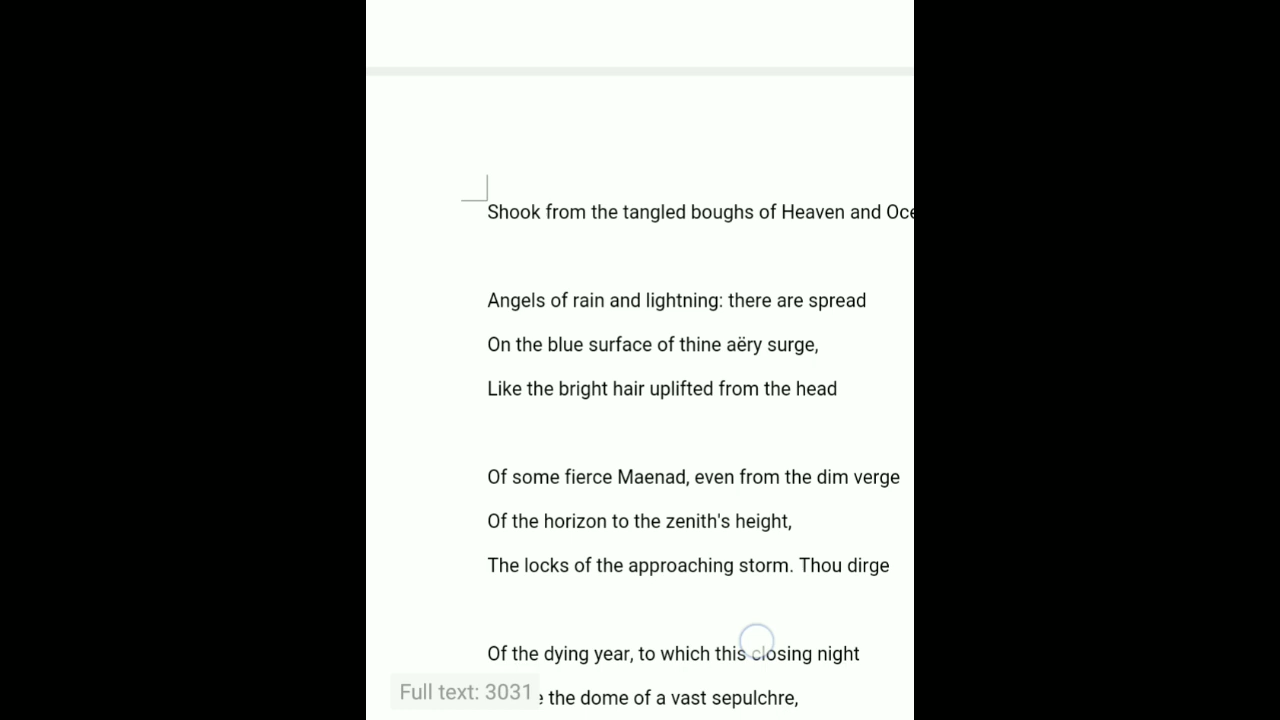 Shook from the tangled boughs of Heaven and Oce
Angels of rain and lightning: there are spread
On the blue surface of thine aëry surge,
Like the bright hair uplifted from the head
Of some fierce Maenad, even from the dim verge
Of the horizon to the zenith's height,
The locks of the approaching storm. Thou dirge
Of the dying year, to which this closing night
the dome of a vast sepulchre,
Full text: 3031